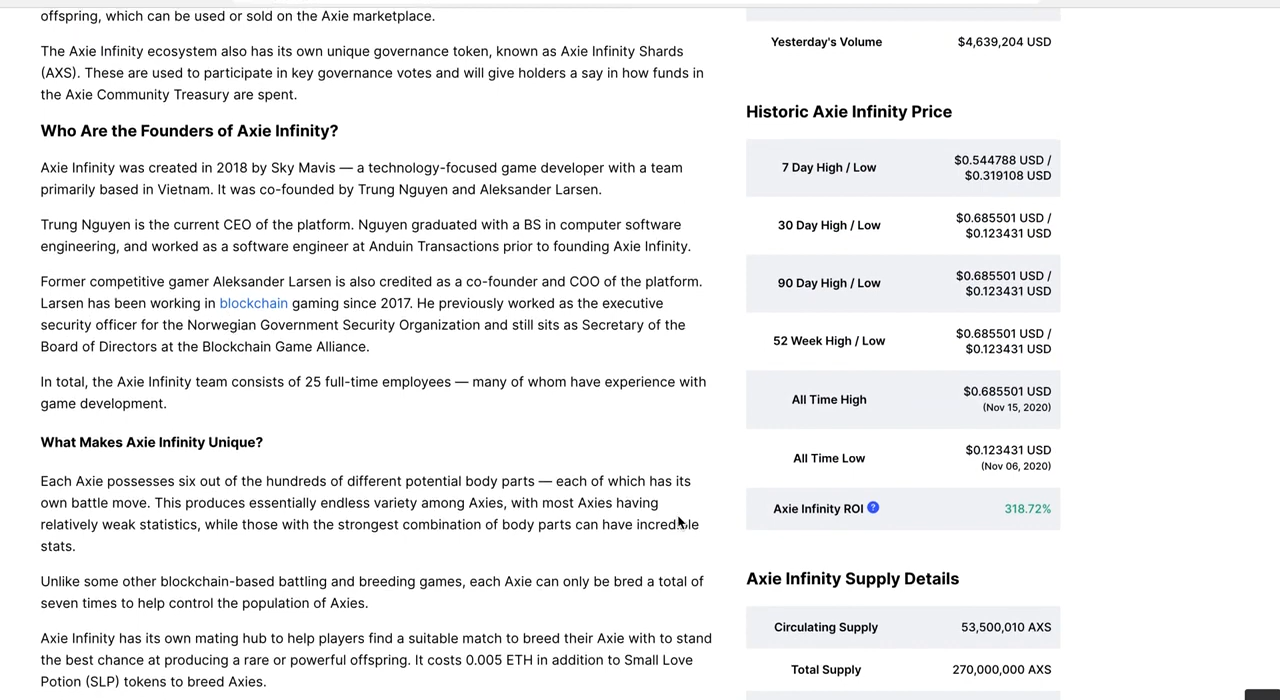 offspring, which can be used or sold on the Axie marketplace.
The Axie Infinity ecosystem also has its own unique governance token, known as Axie Infinity Shards
(AXS). These are used to participate in key governance votes and will give holders a say in how funds in
the Axie Community Treasury are spent.
Who Are the Founders of Axie Infinity?
Axie Infinity was created in 2018 by Sky Mavis — a technology-focused game developer with a team
primarily based in Vietnam. It was co-founded by Trung Nguyen and Aleksander Larsen.
Trung Nguyen is the current CEO of the platform. Nguyen graduated with a BS in computer software
engineering, and worked as a software engineer at Anduin Transactions prior to founding Axie Infinity.
Former competitive gamer Aleksander Larsen is also credited as a co-founder and COO of the platform.
Larsen has been working in blockchain gaming since 2017. He previously worked as the executive
security officer for the Norwegian Government Security Organization and still sits as Secretary of the
Board of Directors at the Blockchain Game Alliance.
In total, the Axie Infinity team consists of 25 full-time employees — many of whom have experience with
game development.
What Makes Axie Infinity Unique?
Each Axie possesses six out of the hundreds of different potential body parts — each of which has its
own battle move. This produces essentially endless variety among Axies, with most Axies having
relatively weak statistics, while those with the strongest combination of body parts can have incredible
stats.
Unlike some other blockchain-based battling and breeding games, each Axie can only be bred a total of
seven times to help control the population of Axies.
Axie Infinity has its own mating hub to help players find a suitable match to breed their Axie with to stand
the best chance at producing a rare or powerful offspring. It costs 0.005 ETH in addition to Small Love
Potion (SLP) tokens to breed Axies.
Yesterday's Volume $4,639,204 USD
Historic Axie Infinity Price
7 Day High / Low $0.544788 USD /
$0.319108 USD
30 Day High / Low $0.685501 USD /
$0.123431 USD
90 Day High / Low $0.685501 USD /
$0.123431 USD
52 Week High / Low $0.685501 USD /
$0.123431 USD
All Time High $0.685501 USD
(Nov 15, 2020)
All Time Low $0.123431 USD
(Nov 06, 2020)
Axie Infinity ROI ? 318.72%
Axie Infinity Supply Details
Circulating Supply 53,500,010 AXS
Total Supply 270,000,000 AXS